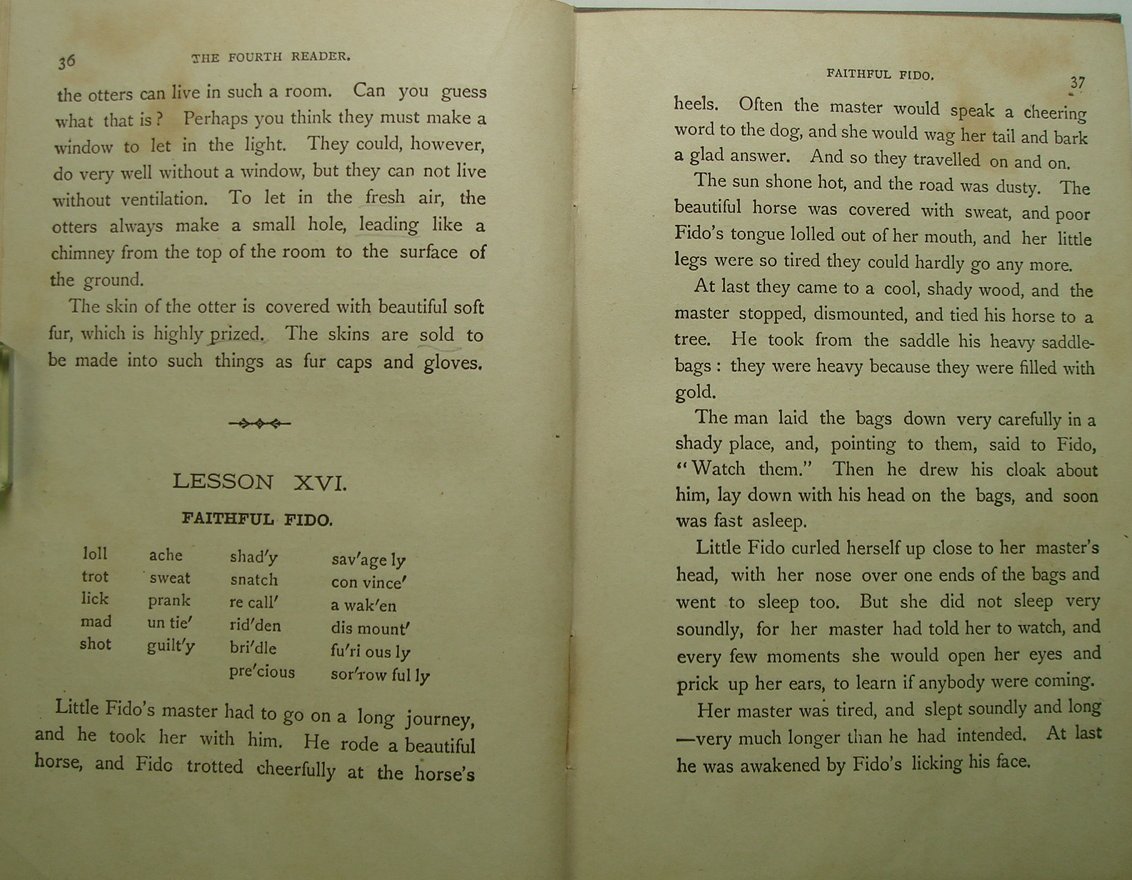 36
THE FOURTH READER.
the otters can live in such a room. Can you guess
what that is? Perhaps you think they must make a
window to let in the light. They could, however,
do very well without a window, but they can not live
without ventilation. To let in the fresh air, the
otters always make a small hole, leading like a
chimney from the top of the room to the surface of
the ground.
The skin of the otter is covered with beautiful soft
fur, which is highly prized. The skins are sold to
be made into such things as fur caps and gloves.
LESSON XVI.
FAITHFUL FIDO.
loll ache shad'y sav'age ly
trot sweat snatch con vince'
lick prank re call' a wak'en
mad un tie' rid'den dis mount'
shot guilt'y bri'dle fu'ri ous ly
pre'cious sor'row ful ly
Little Fido's master had to go on a long journey,
and he took her with him. He rode a beautiful
horse, and Fido trotted cheerfully at the horse's
FAITHFUL FIDO.
37
heels. Often the master would speak a cheering
word to the dog, and she would wag her tail and bark
a glad answer. And so they travelled on and on.
The sun shone hot, and the road was dusty. The
beautiful horse was covered with sweat, and poor
Fido's tongue lolled out of her mouth, and her little
legs were so tired they could hardly go any more.
At last they came to a cool, shady wood, and the
master stopped, dismounted, and tied his horse to a
tree. He took from the saddle his heavy saddle-
bags: they were heavy because they were filled with
gold.
The man laid the bags down very carefully in a
shady place, and, pointing to them, said to Fido,
"Watch them." Then he drew his cloak about
him, lay down with his head on the bags, and soon
was fast asleep.
Little Fido curled herself up close to her master's
head, with her nose over one ends of the bags and
went to sleep too. But she did not sleep very
soundly, for her master had told her to watch, and
every few moments she would open her eyes and
prick up her ears, to learn if anybody were coming.
Her master was tired, and slept soundly and long
—very much longer than he had intended. At last
he was awakened by Fido's licking his face.